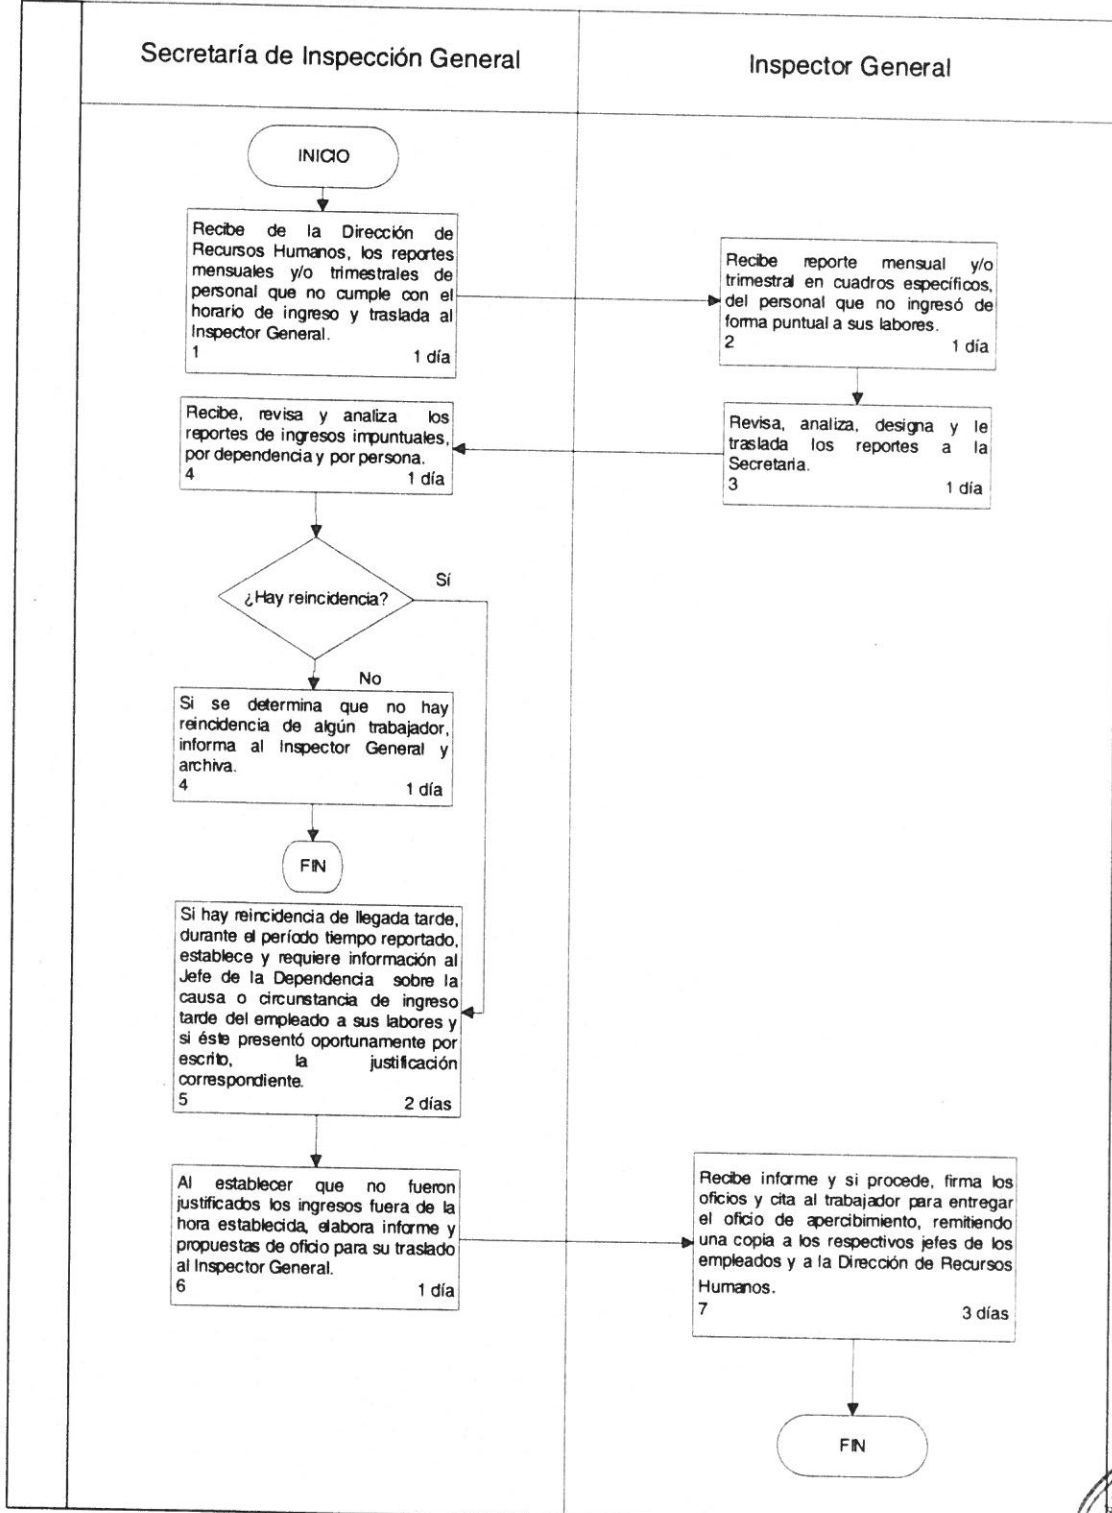 Secretaría de Inspección General
Inspector General
INICIO
Recibe de la Dirección de
Recursos Humanos, los reportes
mensuales y/o trimestrales de
personal que no cumple con el
horario de ingreso y traslada al
Inspector General.
1 1 día
Recibe reporte mensual y/o
trimestral en cuadros específicos,
del personal que no ingresó de
forma puntual a sus labores.
2 1 día
Revisa, analiza, designa y le
traslada los reportes a la
Secretaria.
3 1 día
Recibe, revisa y analiza los
reportes de ingresos impuntuales,
por dependencia y por persona.
4 1 día
¿Hay reincidencia?
Sí
No
Si se determina que no hay
reincidencia de algún trabajador,
informa al Inspector General y
archiva.
4 1 día
FIN
Si hay reincidencia de llegada tarde,
durante el período tiempo reportado,
establece y requiere información al
Jefe de la Dependencia sobre la
causa o circunstancia de ingreso
tarde del empleado a sus labores y
si éste presentó oportunamente por
escrito, la justificación
correspondiente.
5 2 días
Al establecer que no fueron
justificados los ingresos fuera de la
hora establecida, elabora informe y
propuestas de oficio para su traslado
al Inspector General.
6 1 día
Recibe informe y si procede, firma los
oficios y cita al trabajador para entregar
el oficio de apercibimiento, remitiendo
una copia a los respectivos jefes de los
empleados y a la Dirección de Recursos
Humanos.
7 3 días
FIN